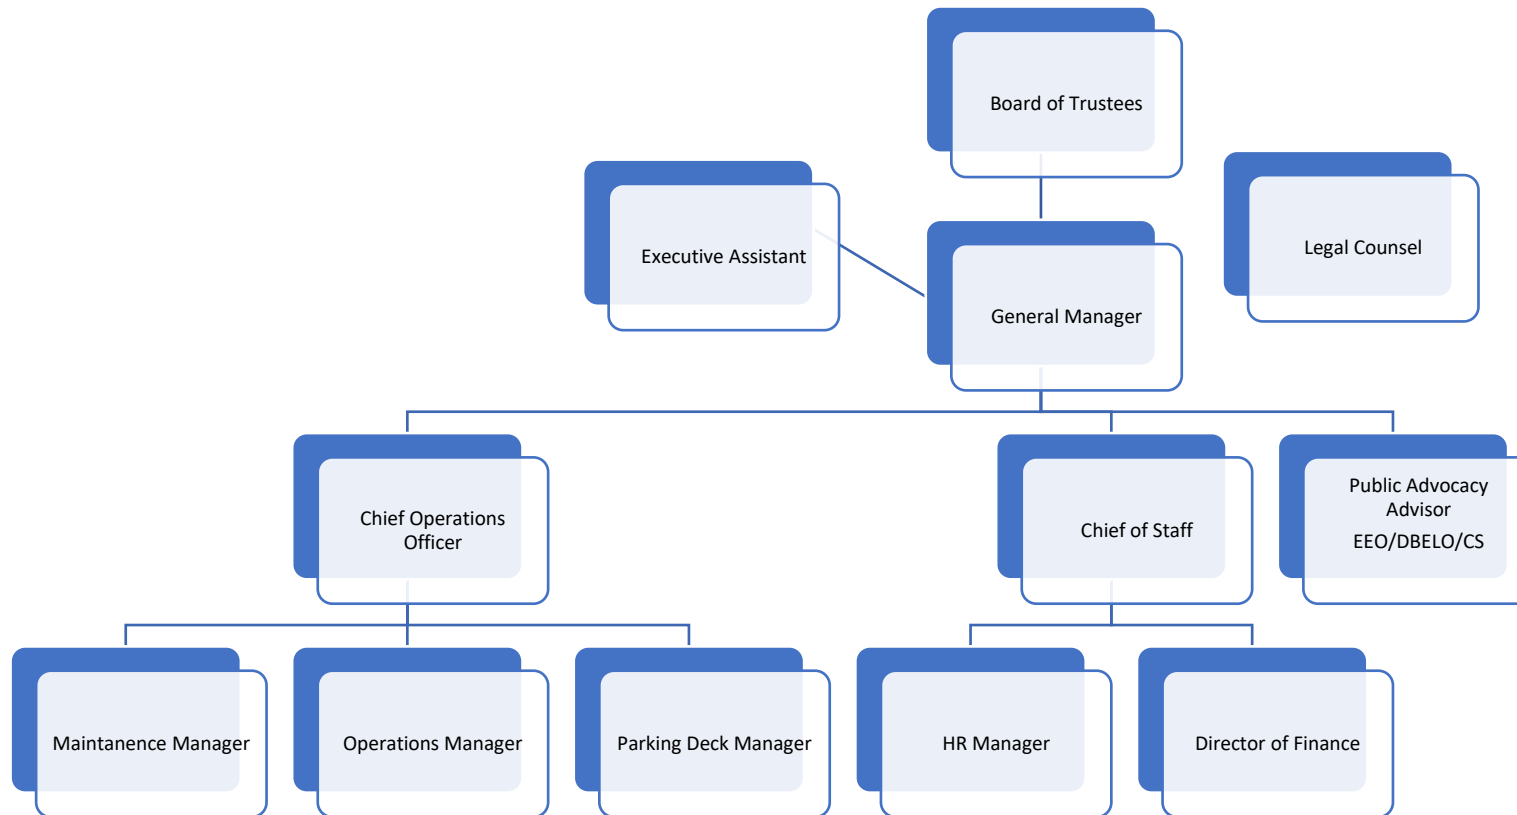 Board of Trustees
Executive Assistant
Legal Counsel
General Manager
Chief Operations
Officer
Chief of Staff
Public Advocacy
Advisor
EEO/DBELO/CS
Maintanence Manager
Operations Manager
Parking Deck Manager
HR Manager
Director of Finance